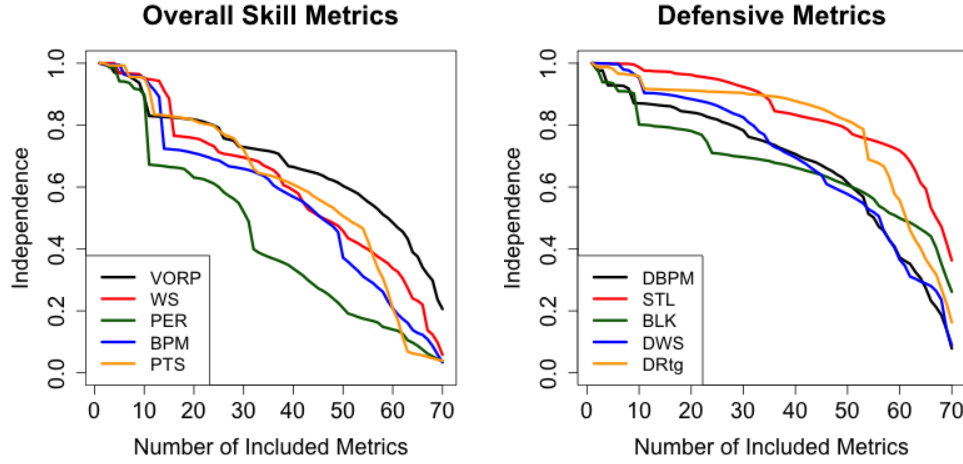 Overall Skill Metrics
Independence
1.0
0.8
0.6
0.4
0.2
0.0
VORP
WS
PER
BPM
PTS
0 10 20 30 40 50 60 70
Number of Included Metrics
Defensive Metrics
Independence
1.0
0.8
0.6
0.4
0.2
0.0
DBPM
STL
BLK
DWS
DRtg
0 10 20 30 40 50 60 70
Number of Included Metrics